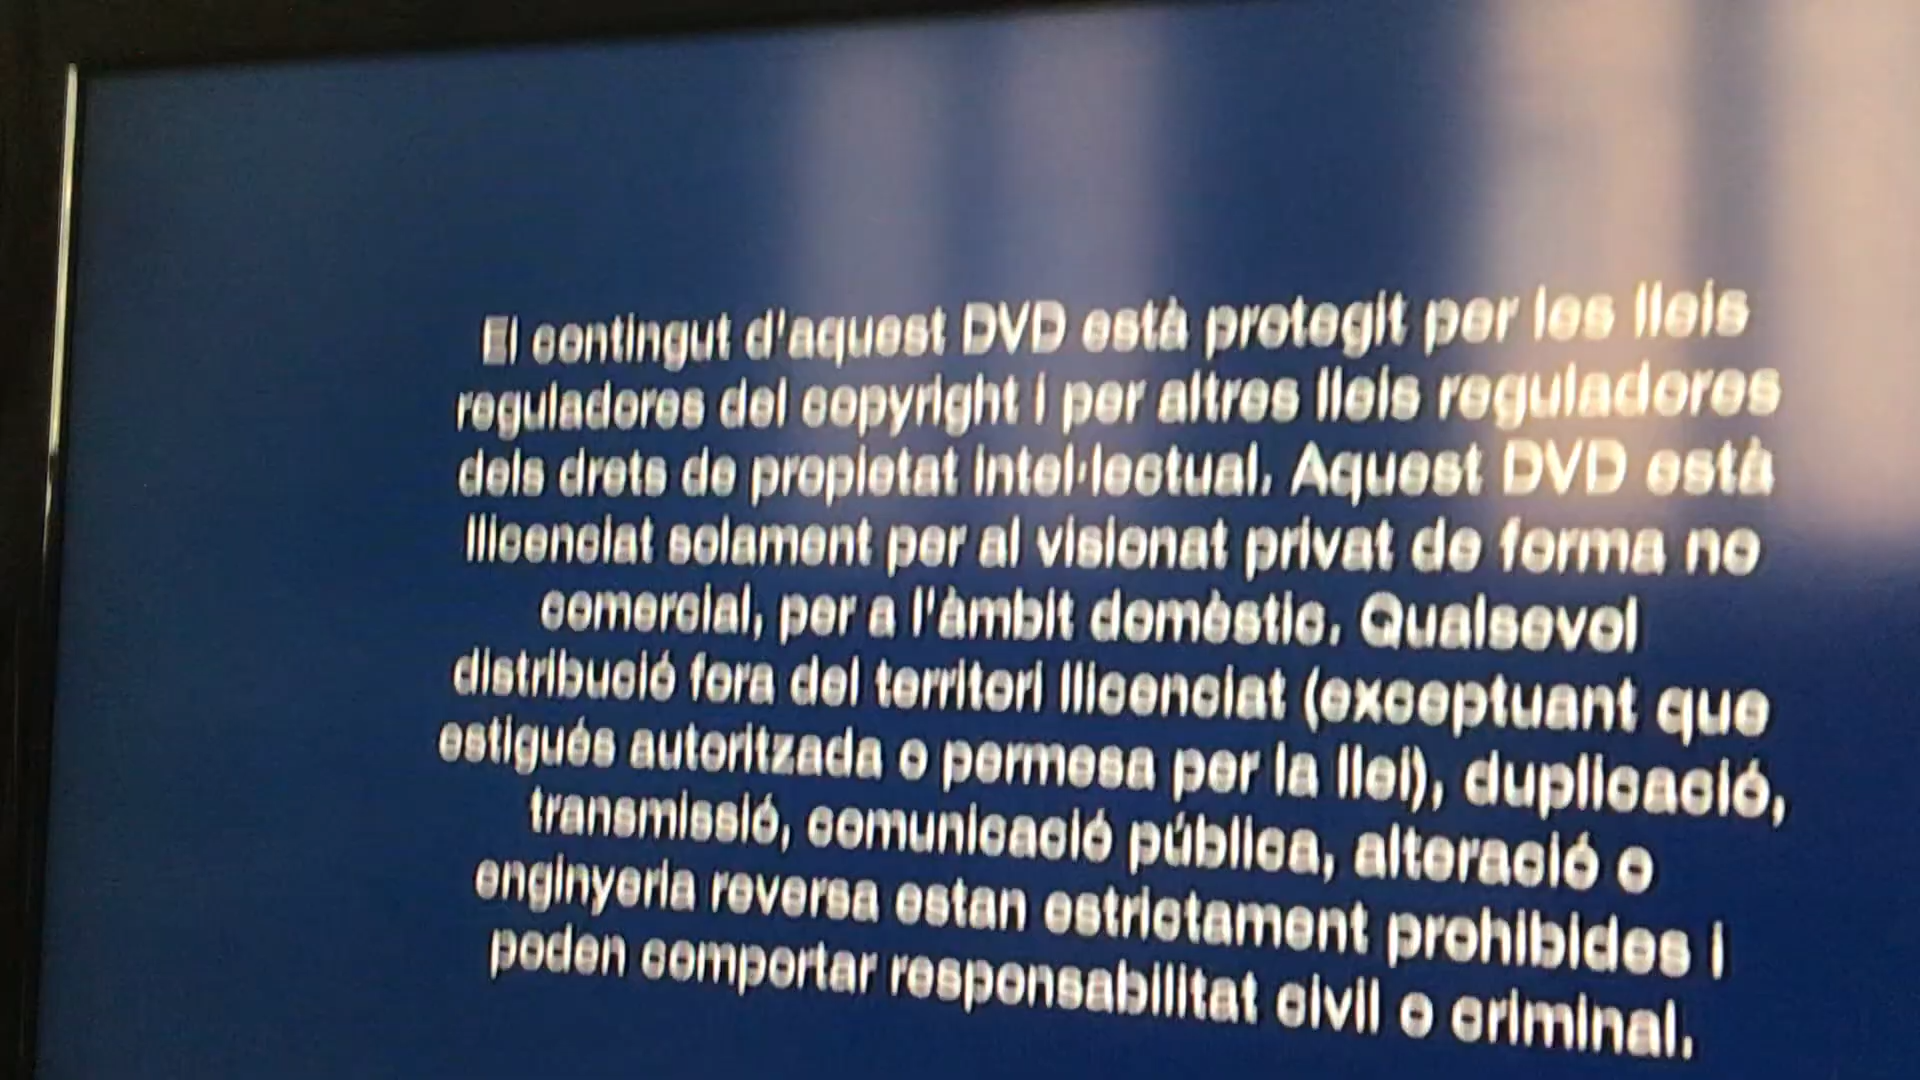 El contingut d'aquest DVD està protegit per les lleis
reguladores del copyright i per altres lleis reguladores
dels drets de propietat intel·lectual. Aquest DVD està
llicenciat solament per al visionat privat de forma no
comercial, per a l'àmbit domèstic. Qualsevol
distribució fora del territori llicenciat (exceptuant que
estigués autoritzada o permesa per la llei), duplicació,
transmissió, comunicació pública, alteració o
enginyeria reversa estan estrictament prohibides i
poden comportar responsabilitat civil o criminal.